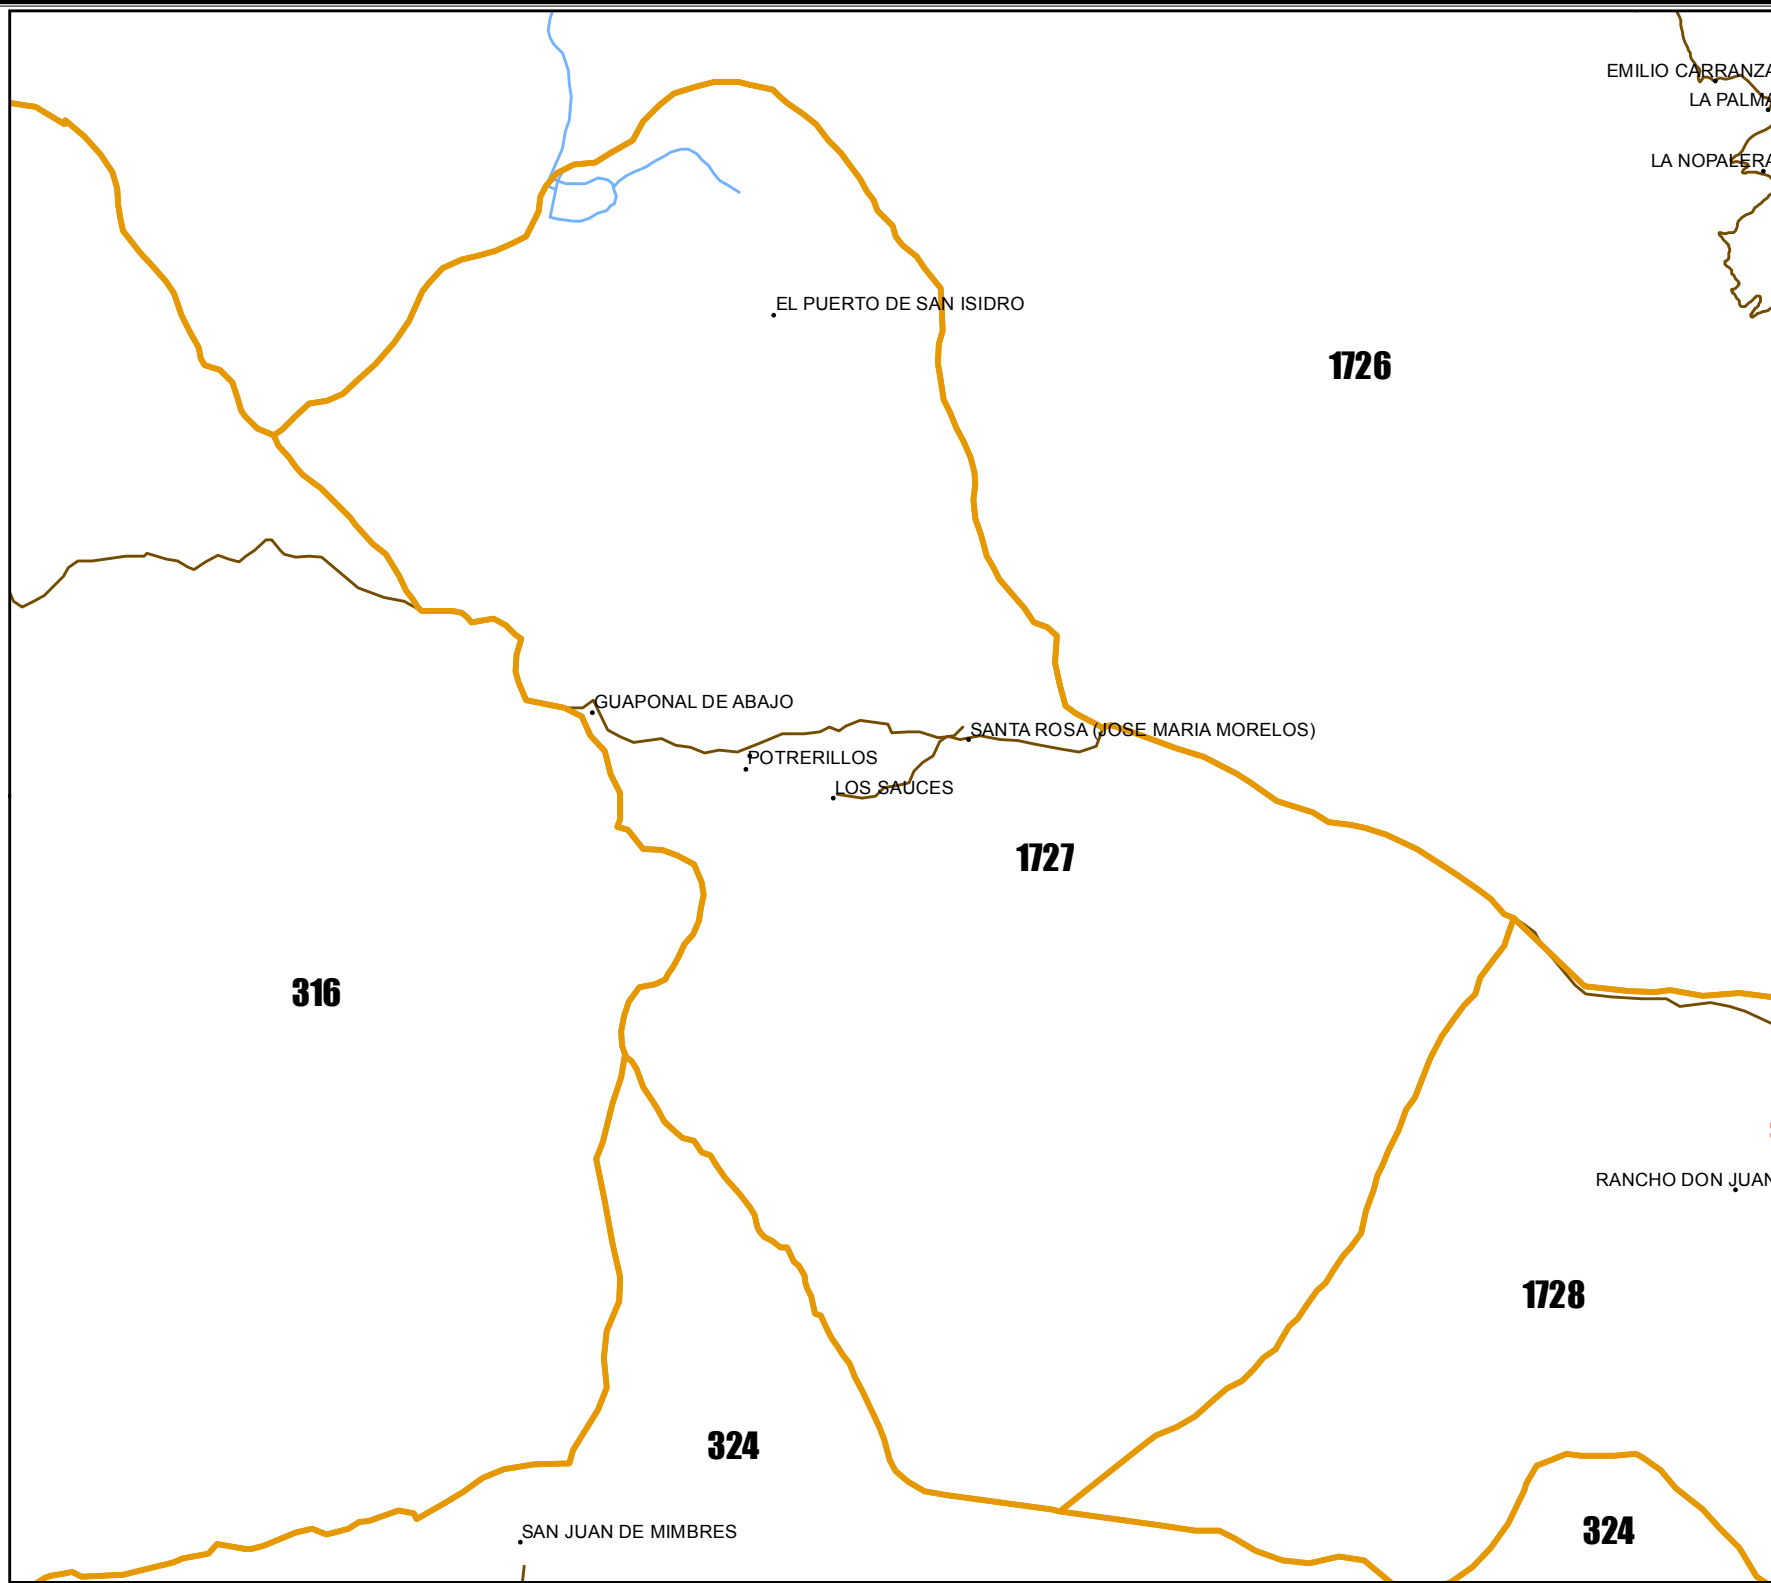 EMILIO CARRANZA
LA PALMA
LA NOPALERA
EL PUERTO DE SAN ISIDRO
1726
GUAPONAL DE ABAJO
SANTA ROSA (JOSE MARIA MORELOS)
POTRERILLOS
LOS SAUCES
1727
316
RANCHO DON JUAN
1728
324
324
SAN JUAN DE MIMBRES